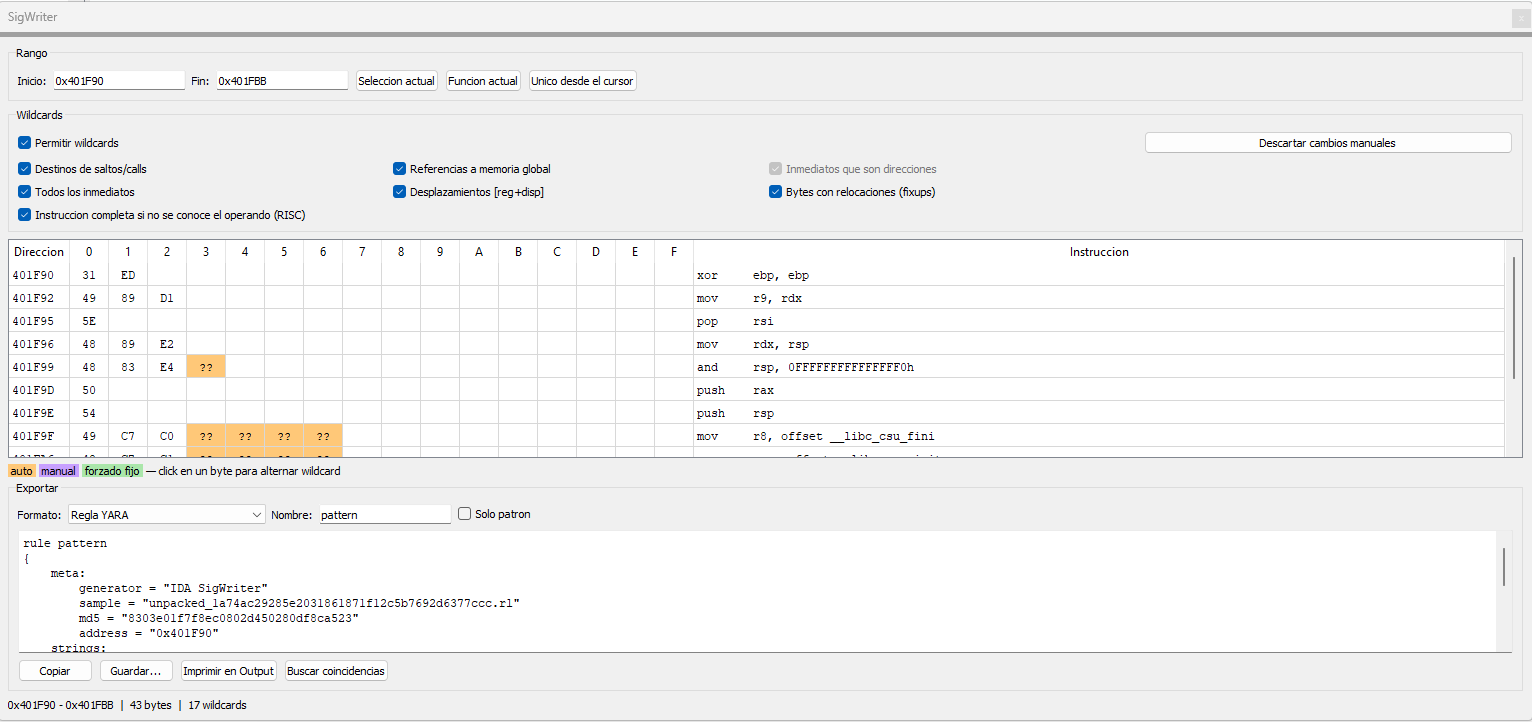 SigWriter
x
Rango
Inicio: 0x401F90 Fin: 0x401FBB Seleccion actual Funcion actual Unico desde el cursor
Wildcards
Permitir wildcards Descartar cambios manuales
Destinos de saltos/calls Referencias a memoria global Inmediatos que son direcciones
Todos los inmediatos Desplazamientos [reg+disp] Bytes con relocaciones (fixups)
Instruccion completa si no se conoce el operando (RISC)
Direccion 0 1 2 3 4 5 6 7 8 9 A B C D E F Instruccion
401F90 31 ED xor ebp, ebp
401F92 49 89 D1 mov r9, rdx
401F95 5E pop rsi
401F96 48 89 E2 mov rdx, rsp
401F99 48 83 E4 ?? and rsp, 0FFFFFFFFFFFFFFF0h
401F9D 50 push rax
401F9E 54 push rsp
401F9F 49 C7 C0 ?? ?? ?? ?? mov r8, offset __libc_csu_fini
auto manual forzado fijo — click en un byte para alternar wildcard
Exportar
Formato: Regla YARA Nombre: pattern Solo patron
rule pattern
{
meta:
generator = "IDA SigWriter"
sample = "unpacked_1a74ac29285e2031861871f12c5b7692d6377ccc.rl"
md5 = "8303e01f7f8ec0802d450280df8ca523"
address = "0x401F90"
strings:
Copiar Guardar... Imprimir en Output Buscar coincidencias
0x401F90 - 0x401FBB | 43 bytes | 17 wildcards